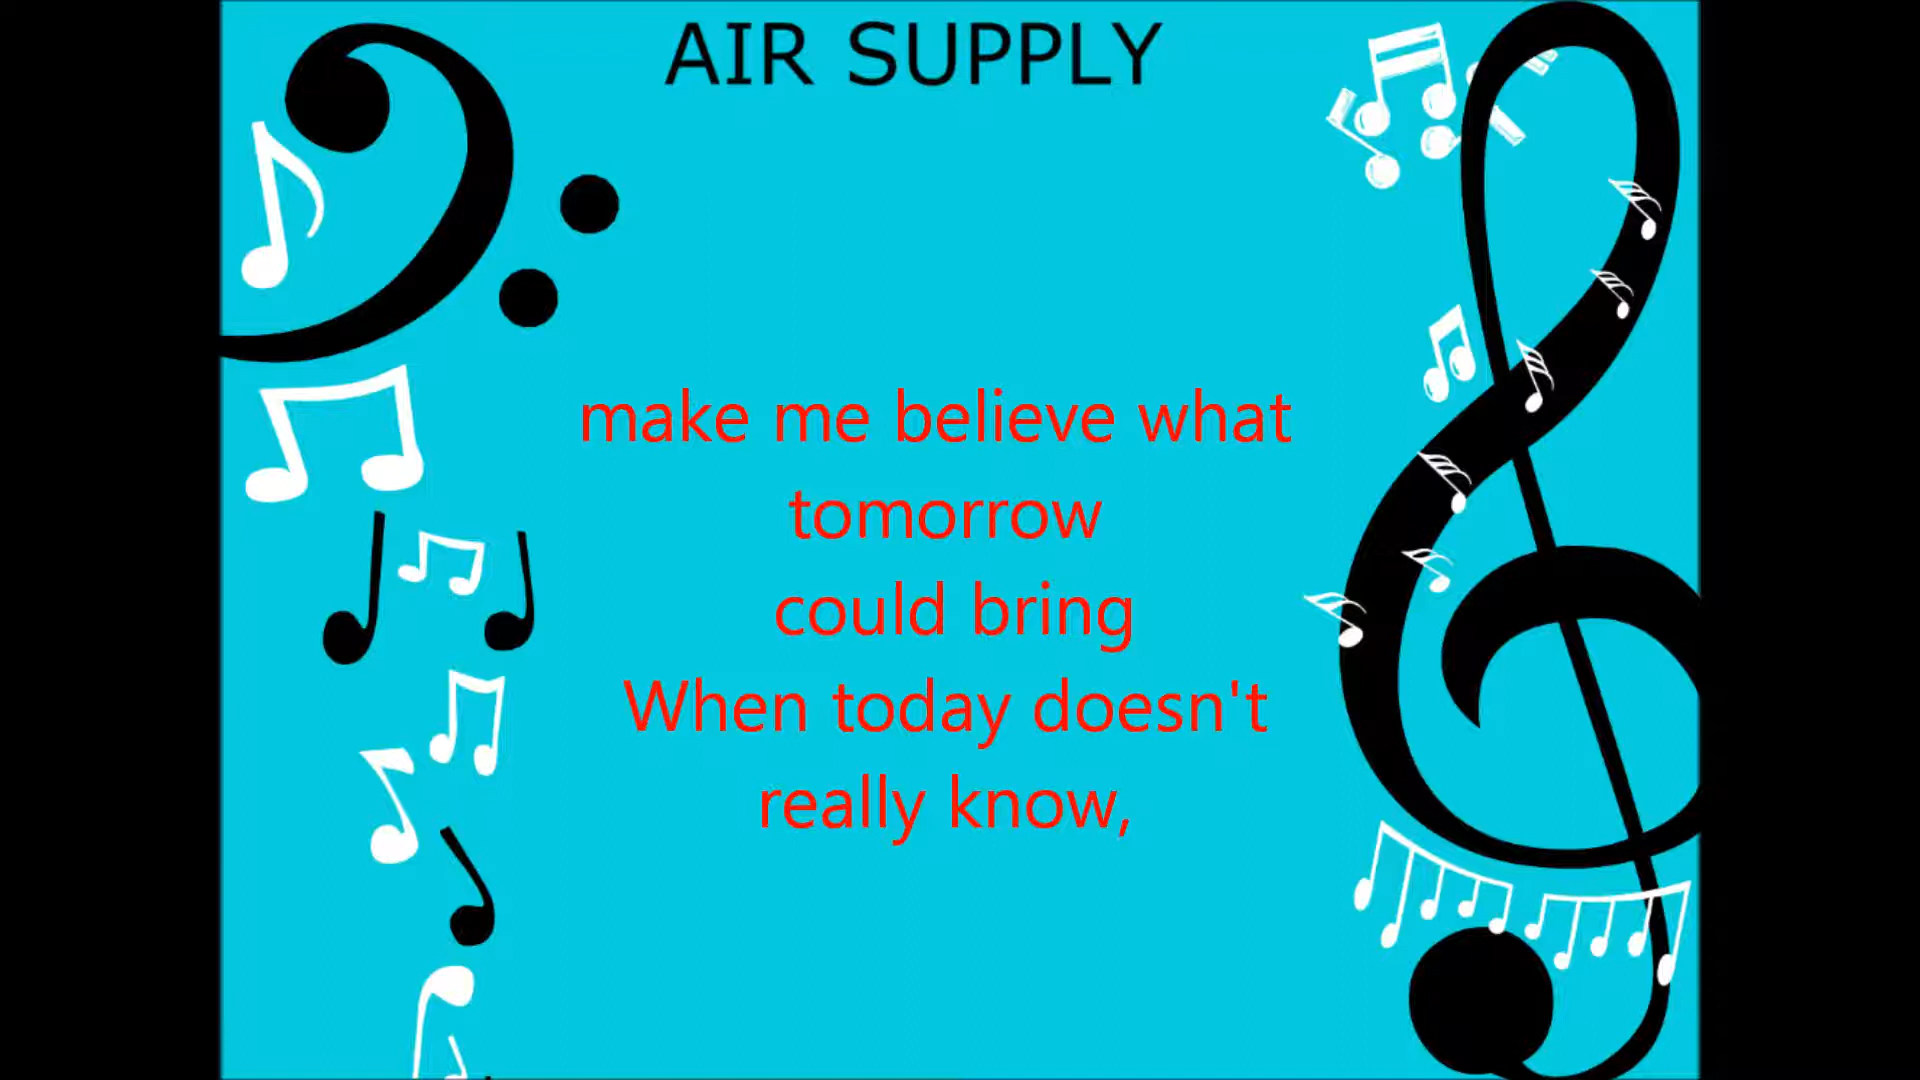 AIR SUPPLY
make me believe what
tomorrow
could bring
When today doesn't
really know,